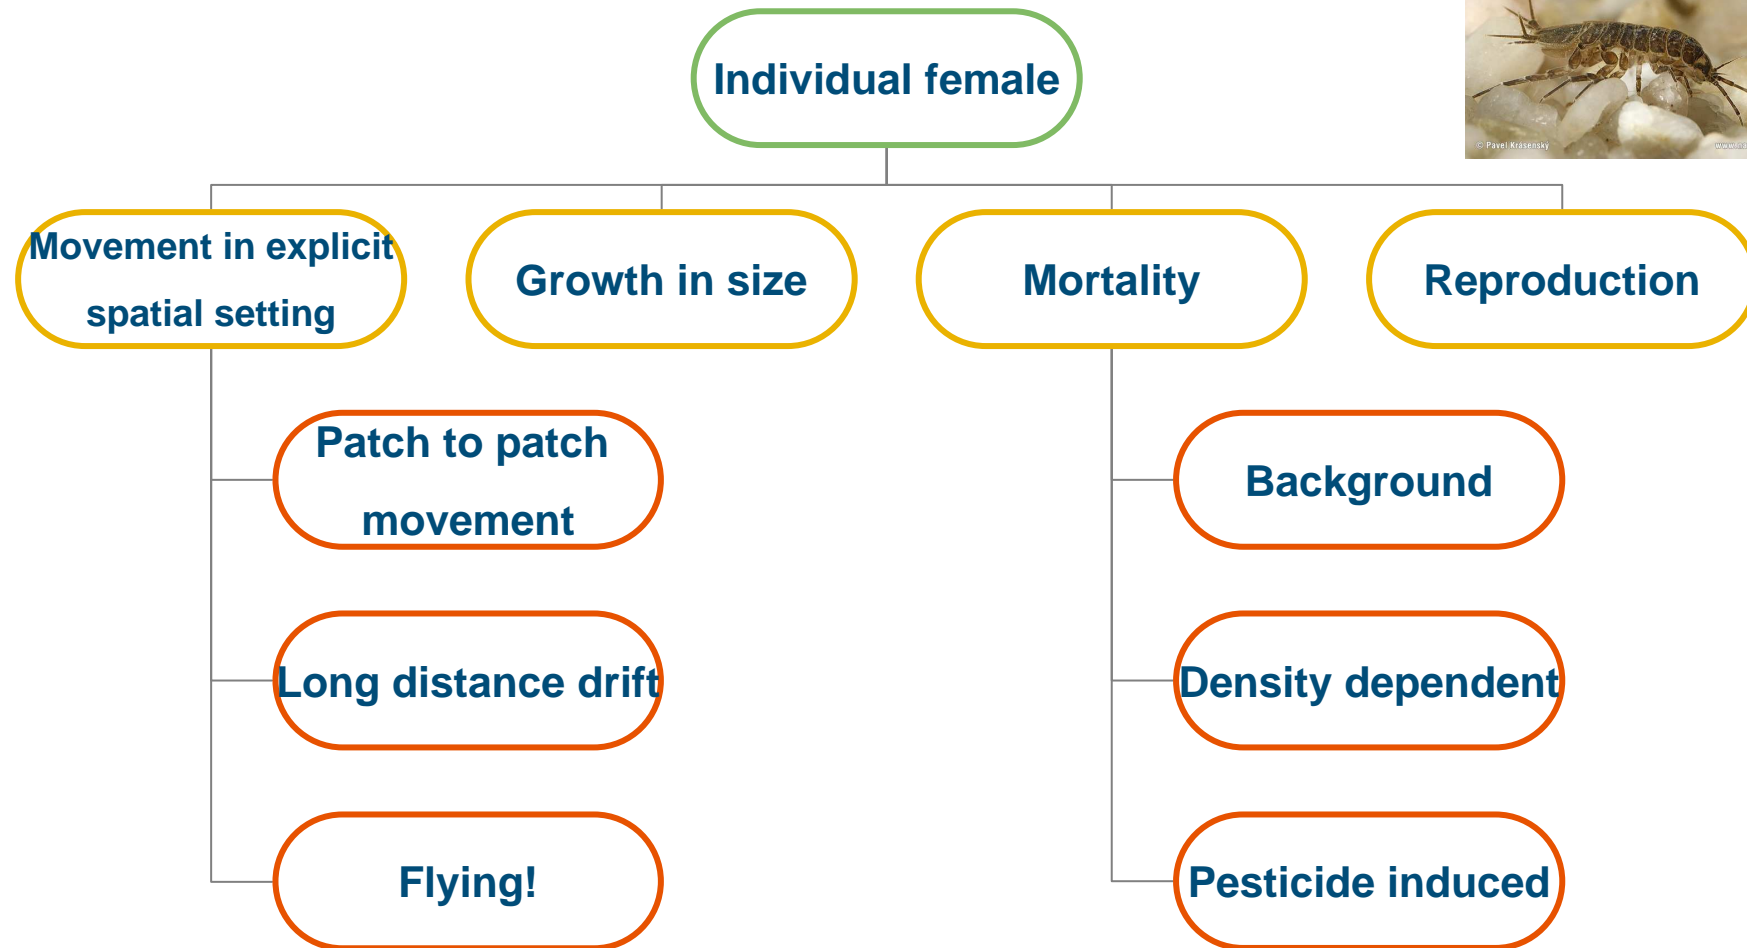 Individual female
© Pavel Krasensky
Movement in explicit
spatial setting
Growth in size
Mortality
Reproduction
Patch to patch
movement
Long distance drift
Flying!
Background
Density dependent
Pesticide induced